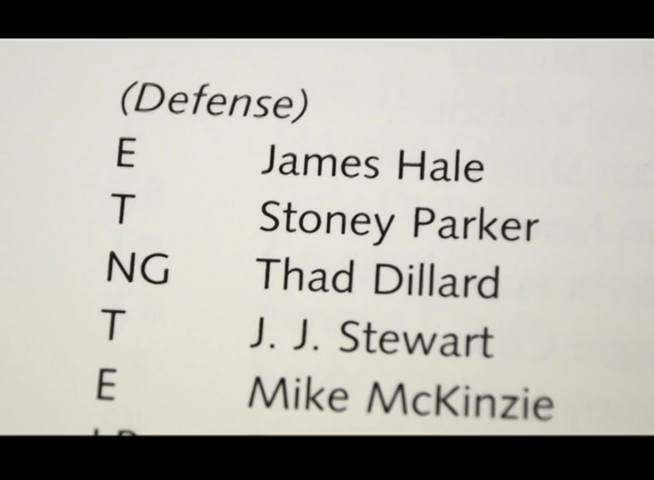 (Defense)
E James Hale
T Stoney Parker
NG Thad Dillard
T J. J. Stewart
E Mike McKinzie